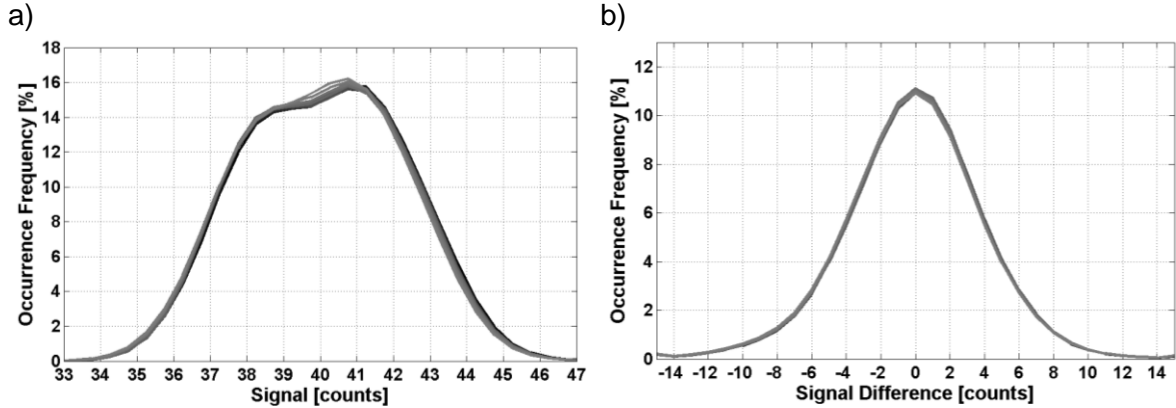 a)
Occurrence Frequency [%]
18
16
14
12
10
8
6
4
2
0
33 34 35 36 37 38 39 40 41 42 43 44 45 46 47
Signal [counts]
b)
Occurrence Frequency [%]
12
10
8
6
4
2
0
-14 -12 -10 -8 -6 -4 -2 0 2 4 6 8 10 12 14
Signal Difference [counts]